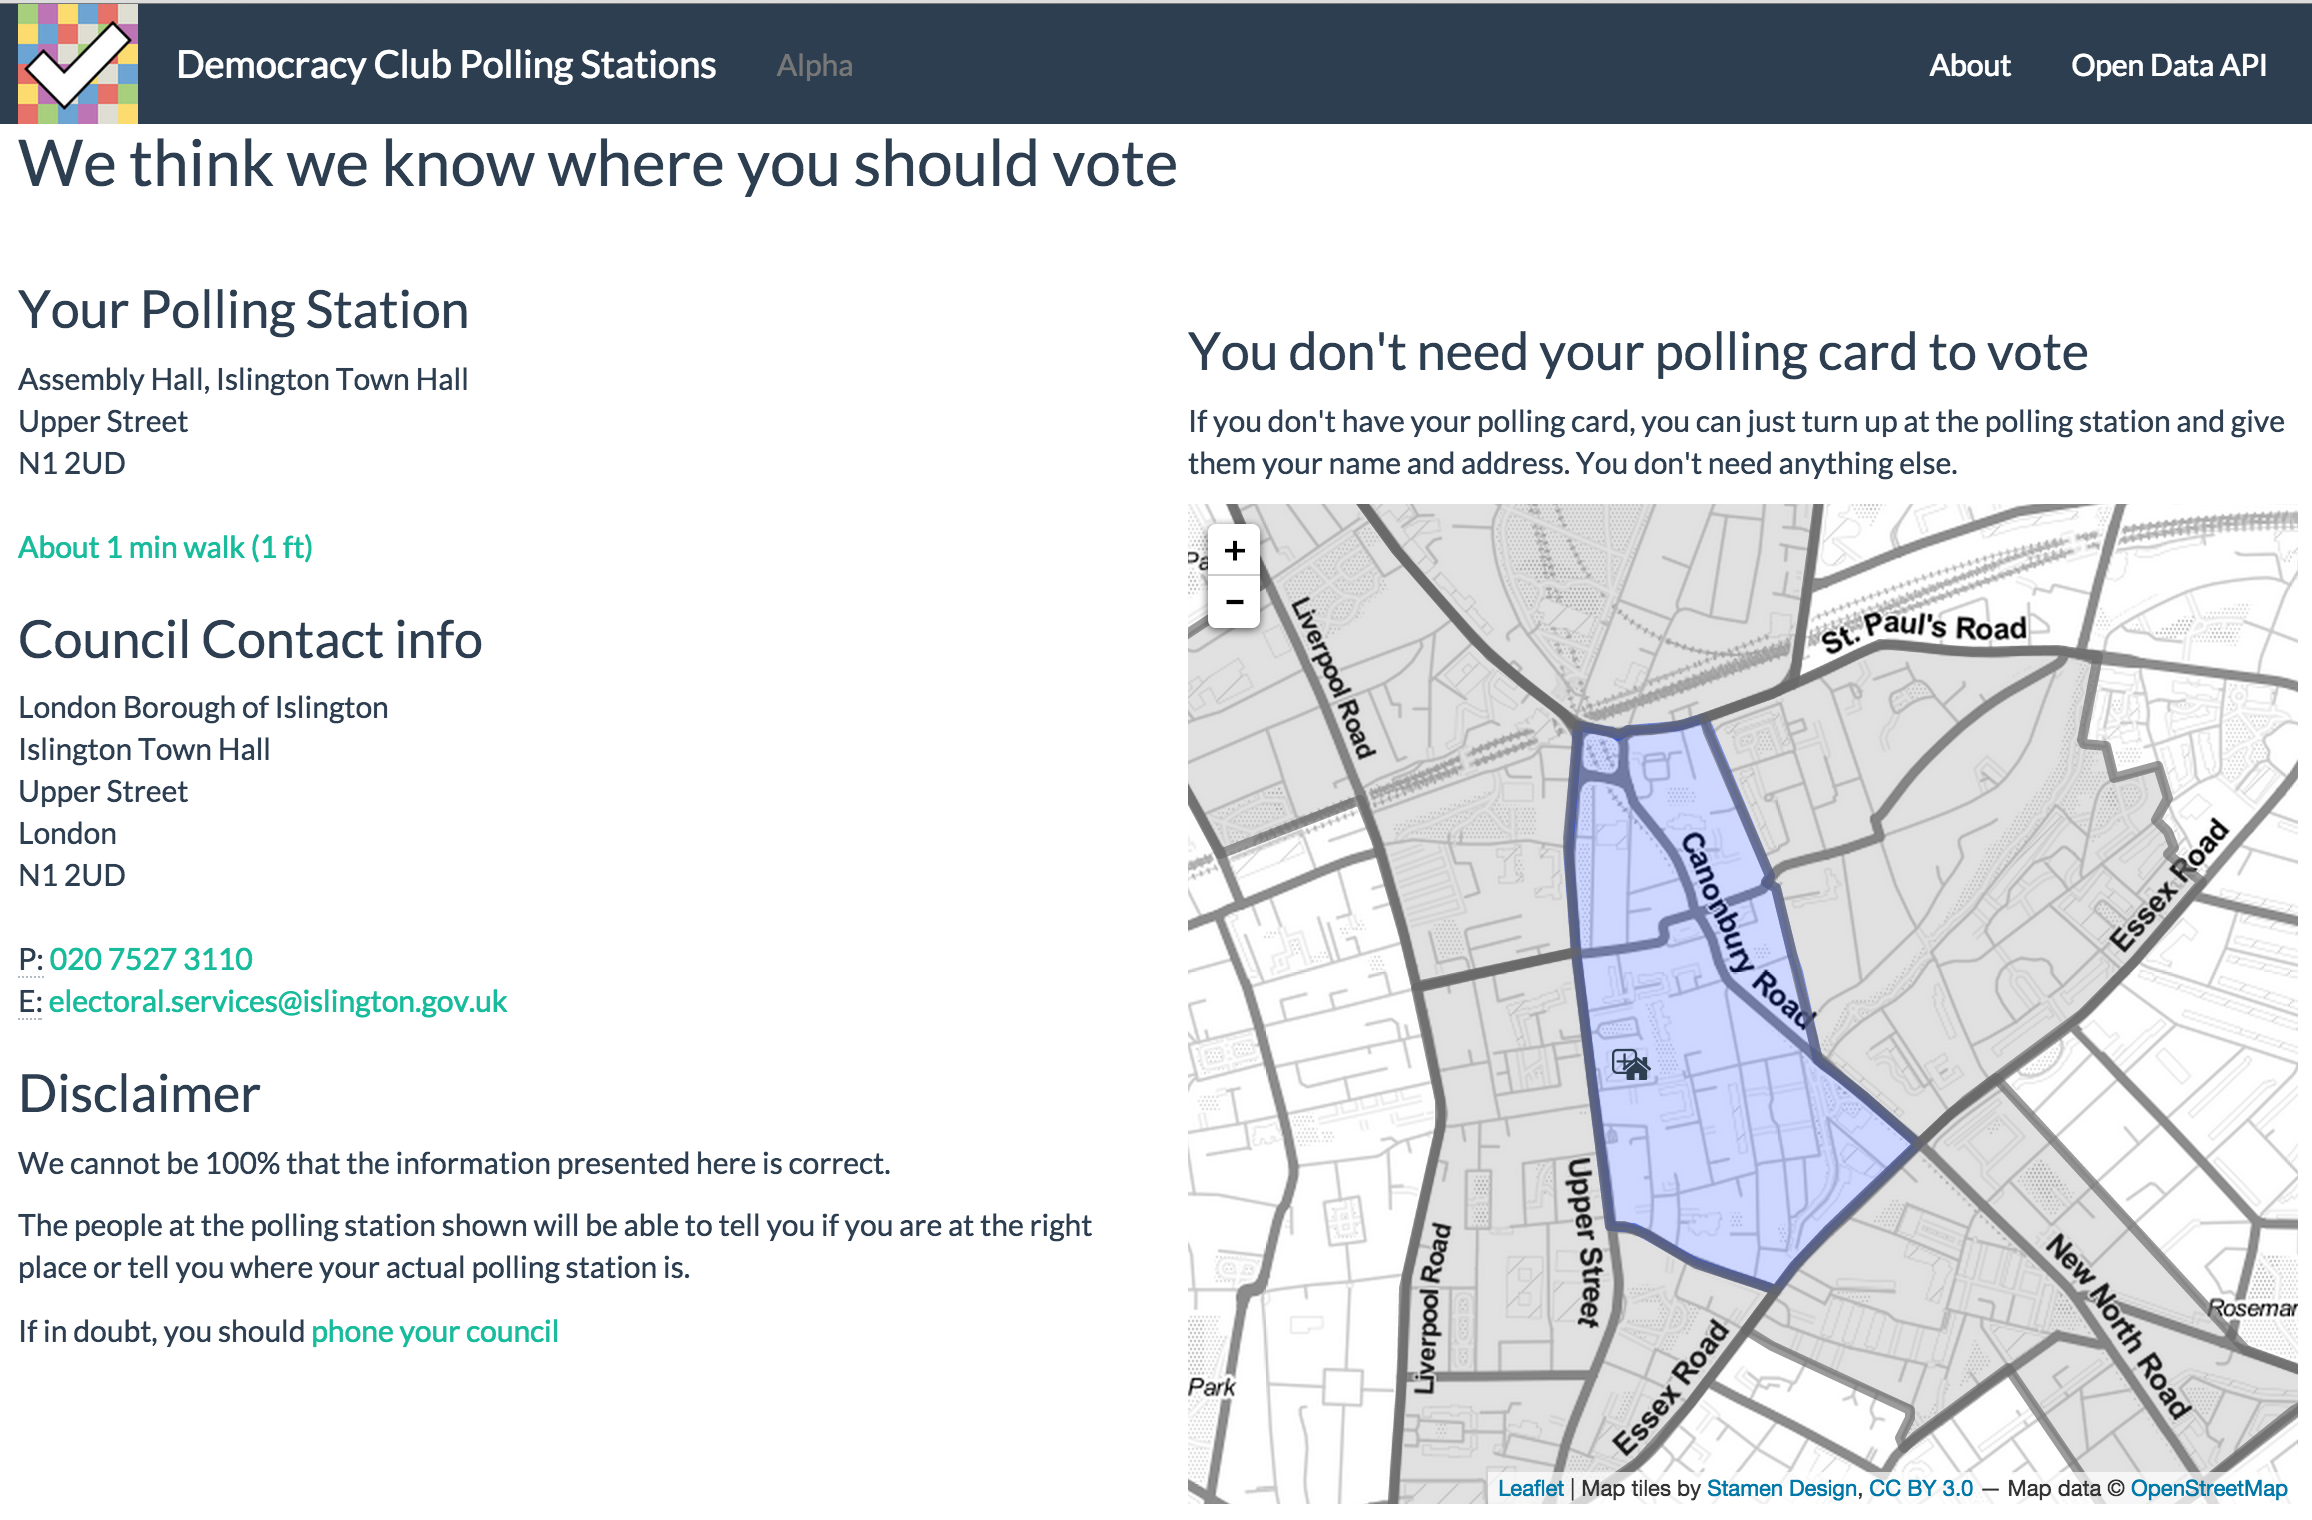 Democracy Club Polling Stations
Alpha
About
Open Data API
We think we know where you should vote
Your Polling Station
Assembly Hall, Islington Town Hall
Upper Street
N1 2UD
About 1 min walk (1 ft)
Council Contact info
London Borough of Islington
Islington Town Hall
Upper Street
London
N1 2UD
P: 020 7527 3110
E: electoral.services@islington.gov.uk
Disclaimer
We cannot be 100% that the information presented here is correct.
The people at the polling station shown will be able to tell you if you are at the right
place or tell you where your actual polling station is.
If in doubt, you should phone your council
You don't need your polling card to vote
If you don't have your polling card, you can just turn up at the polling station and give
them your name and address. You don't need anything else.
+
−
Liverpool Road
St. Paul's Road
Canonbury Road
Essex Road
Upper Street
Liverpool Road
Essex Road
New North Road
Rosemar
Park
Leaflet | Map tiles by Stamen Design, CC BY 3.0 — Map data © OpenStreetMap